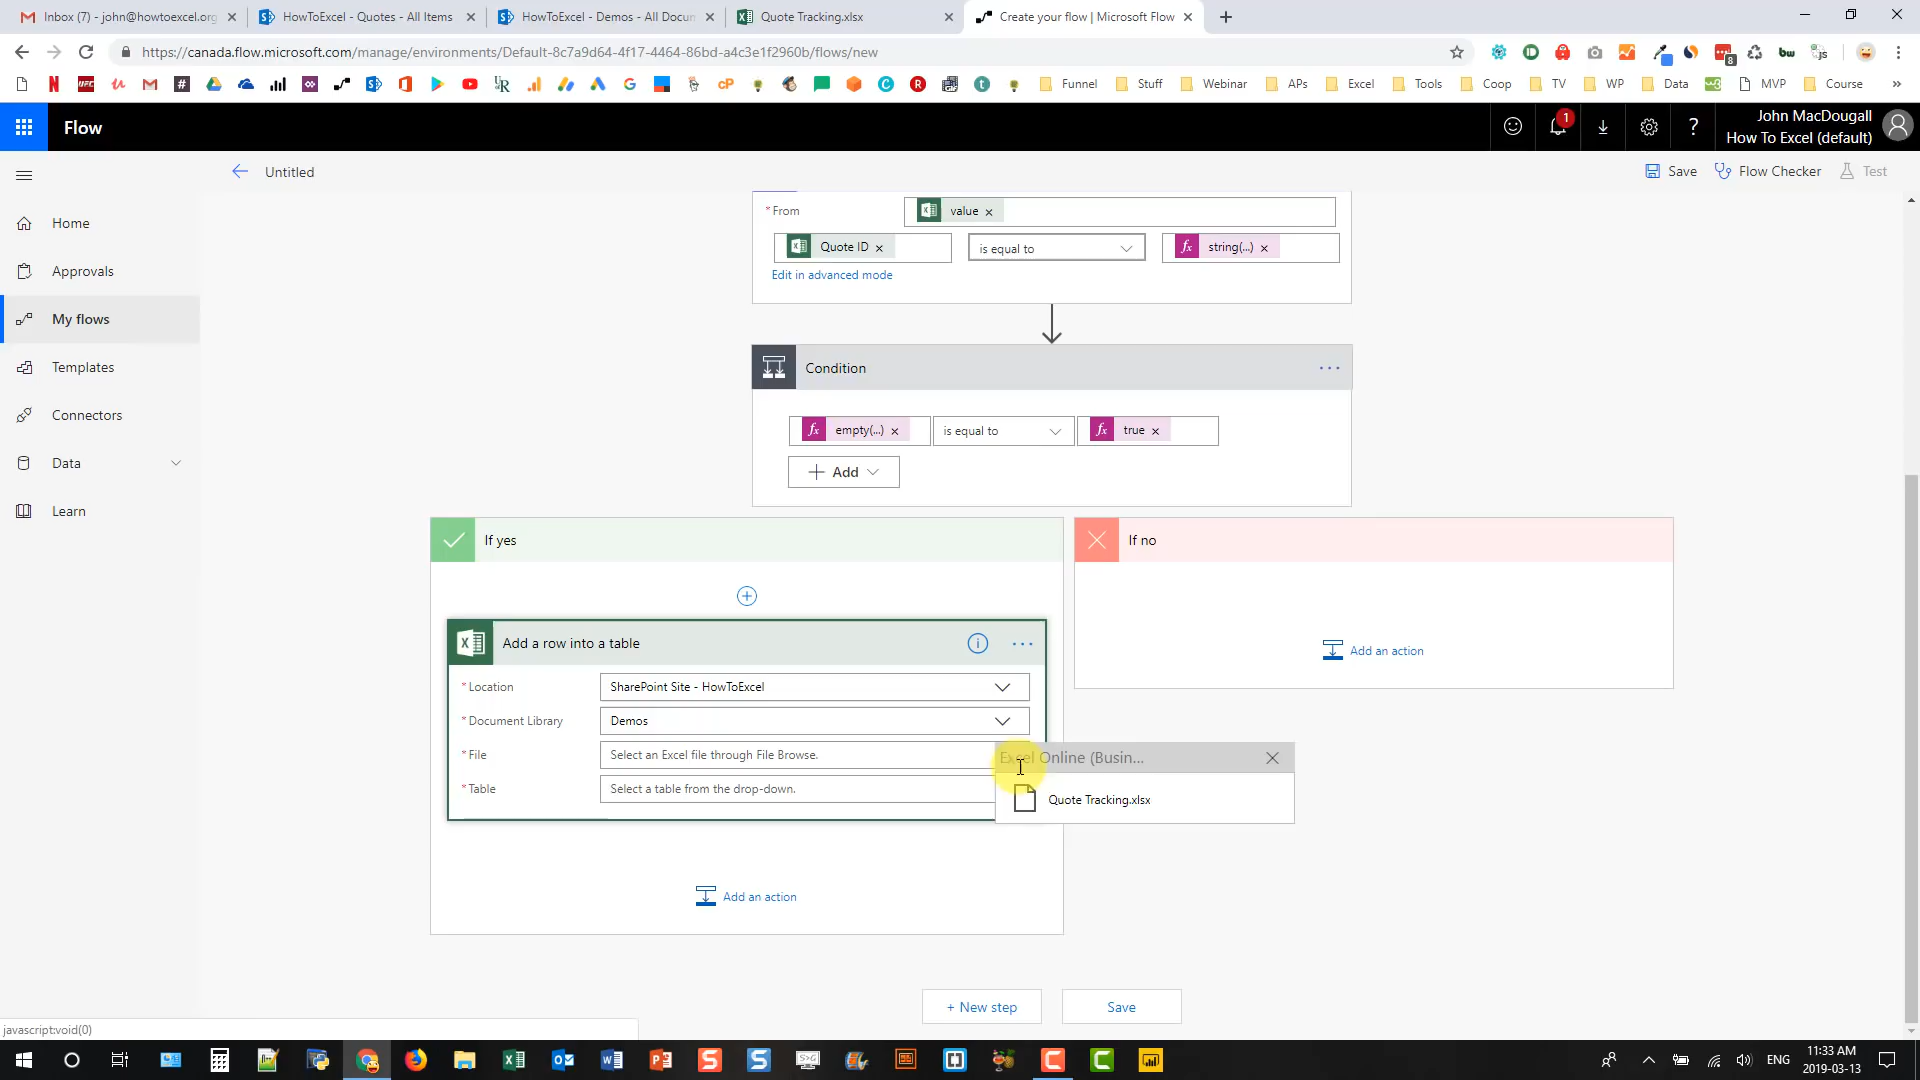 Inbox (7) - john@howtoexcel.org
HowToExcel - Quotes - All Items
HowToExcel - Demos - All Docun
Quote Tracking.xlsx
Create your flow | Microsoft Flow
https://canada.flow.microsoft.com/manage/environments/Default-8c7a9d64-4f17-4464-86bd-a4c3e1f2960b/flows/new
Funnel
Stuff
Webinar
APs
Excel
Tools
Coop
TV
WP
Data
MVP
Course
Flow
1
?
John MacDougall
How To Excel (default)
Untitled
Save
Flow Checker
Test
Home
Approvals
My flows
Templates
Connectors
Data
Learn
* From
value
Quote ID
is equal to
string(...)
Edit in advanced mode
Condition
empty(...)
is equal to
true
Add
If yes
If no
Add a row into a table
* Location
SharePoint Site - HowToExcel
* Document Library
Demos
* File
Select an Excel file through File Browse.
* Table
Select a table from the drop-down.
Excel Online (Busin...
Quote Tracking.xlsx
Add an action
Add an action
+ New step
Save
javascript:void(0)
ENG
11:33 AM
2019-03-13